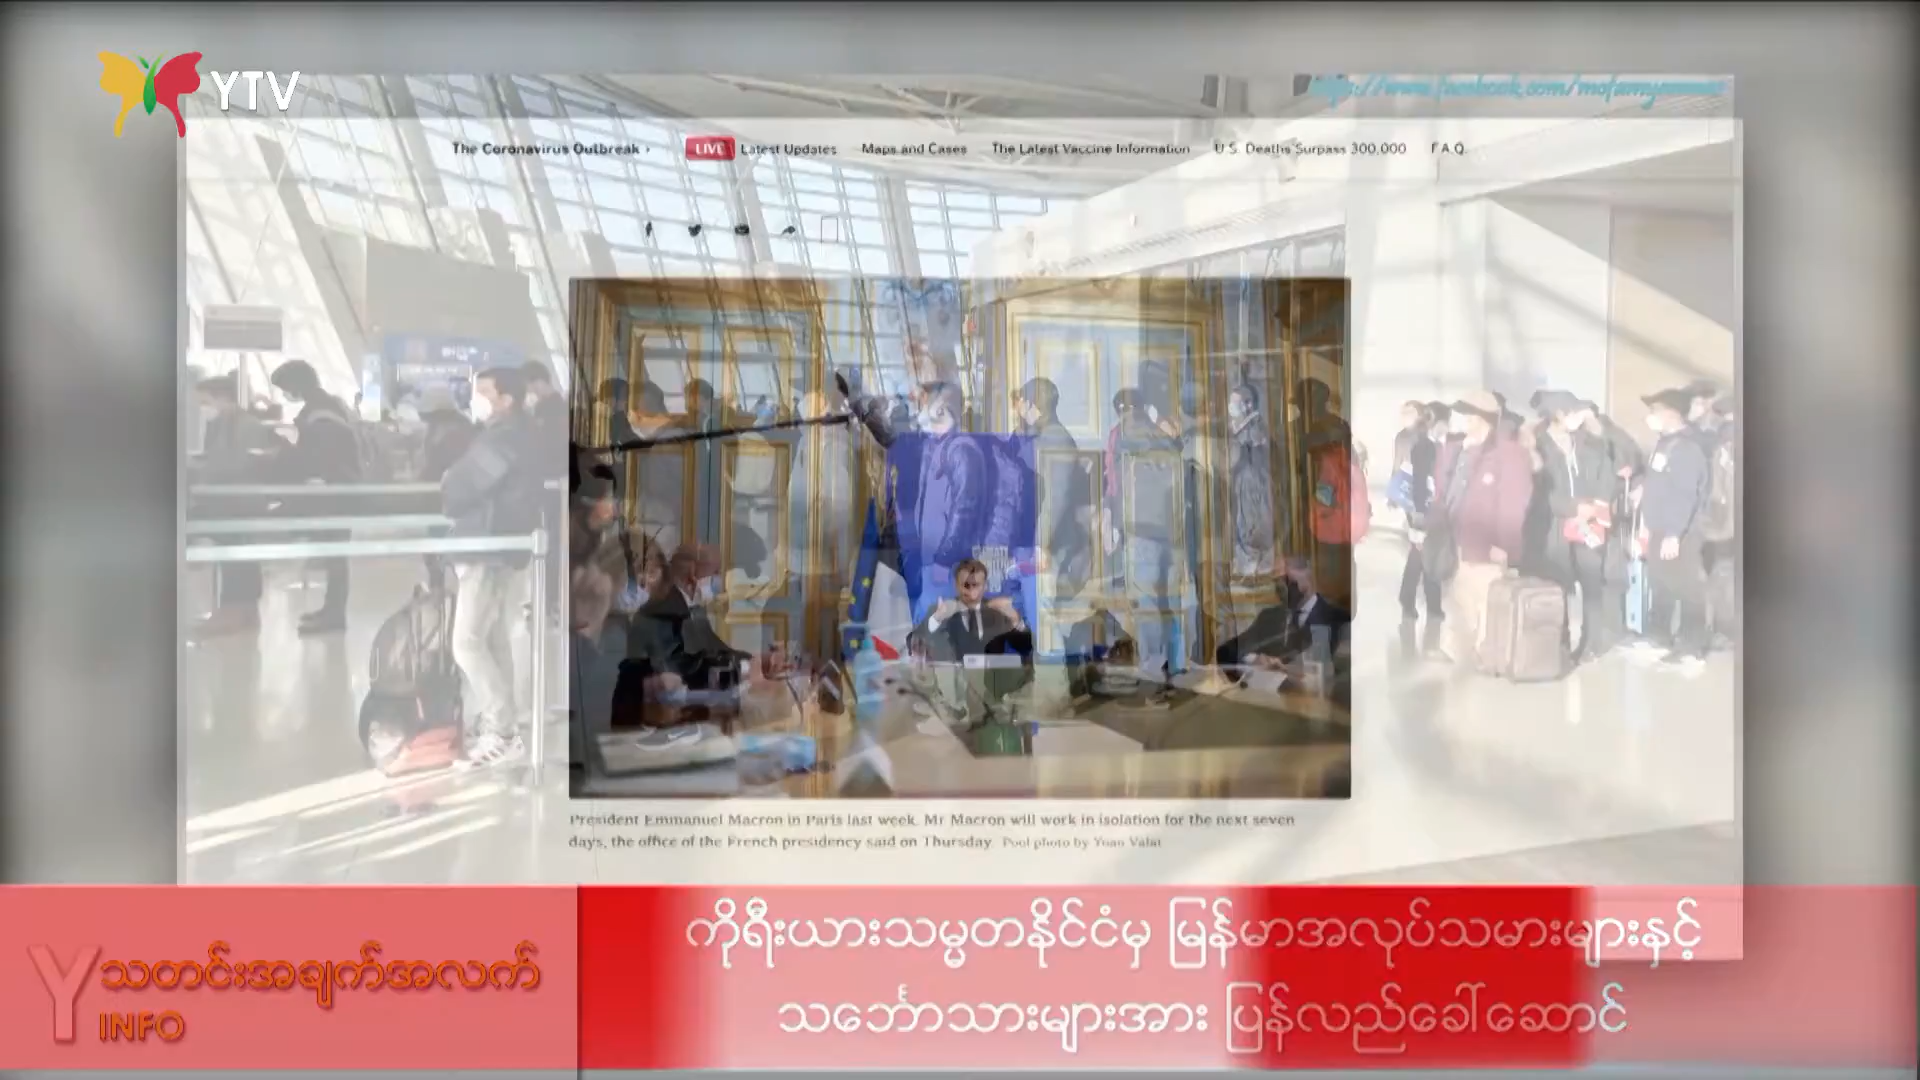 YTV
https://www.facebook.com/mofamyanmar
The Coronavirus Outbreak ›
LIVE Latest Updates
Maps and Cases
The Latest Vaccine Information
U.S. Deaths Surpass 300,000
F.A.Q.
President Emmanuel Macron in Paris last week. Mr Macron will work in isolation for the next seven
days, the office of the French presidency said on Thursday. Pool photo by Yoan Valat
Y သတင်းအချက်အလက်
INFO
ကိုရီးယားသမ္မတနိုင်ငံမှ မြန်မာအလုပ်သမားများနှင့်
သင်္ဘောသားများအား ပြန်လည်ခေါ်ဆောင်